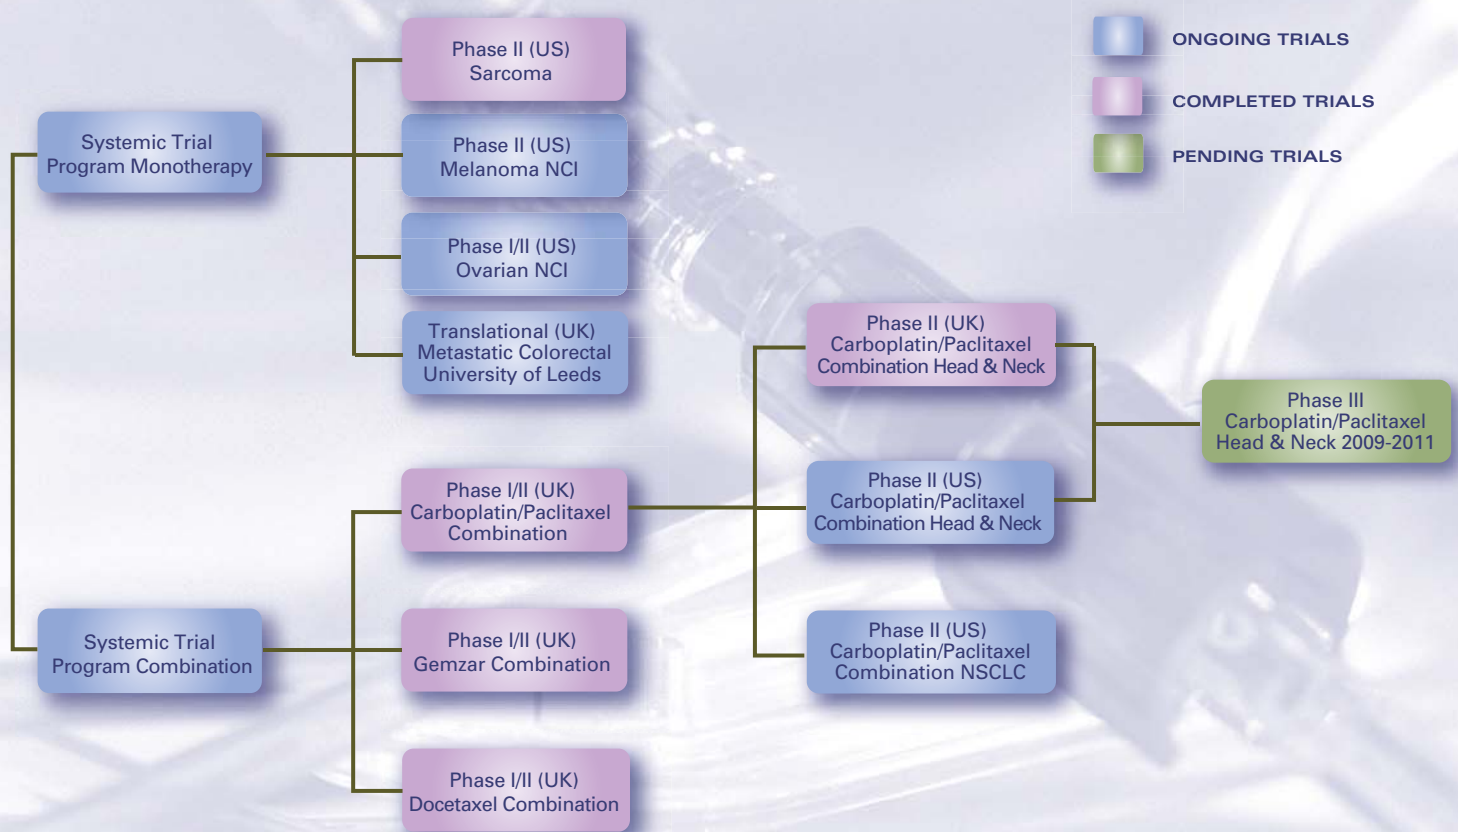 Phase II (US)
Sarcoma
Systemic Trial
Program Monotherapy
Phase II (US)
Melanoma NCI
Phase I/II (US)
Ovarian NCI
Translational (UK)
Metastatic Colorectal
University of Leeds
Systemic Trial
Program Combination
Phase I/II (UK)
Carboplatin/Paclitaxel
Combination
Phase I/II (UK)
Gemzar Combination
Phase I/II (UK)
Docetaxel Combination
Phase II (UK)
Carboplatin/Paclitaxel
Combination Head & Neck
Phase II (US)
Carboplatin/Paclitaxel
Combination Head & Neck
Phase II (US)
Carboplatin/Paclitaxel
Combination NSCLC
Phase III
Carboplatin/Paclitaxel
Head & Neck 2009-2011
ONGOING TRIALS
COMPLETED TRIALS
PENDING TRIALS